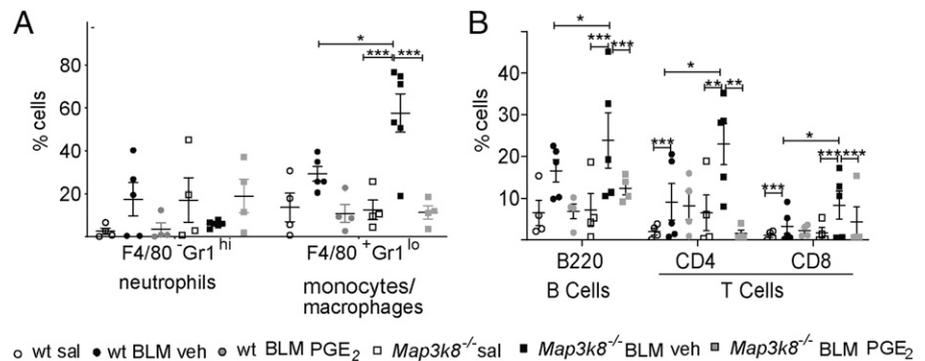 A
B
% cells
80
60
40
20
* 
*** ***
F4/80⁻Gr1ʰⁱ
F4/80⁺Gr1ˡᵒ
neutrophils
monocytes/
macrophages
% cells
40
30
20
10
*
*** ***
*
** **
***
*
*** ***
***
B220
CD4
CD8
B Cells
T Cells
wt sal
wt BLM veh
wt BLM PGE₂
Map3k8⁻/⁻ sal
Map3k8⁻/⁻ BLM veh
Map3k8⁻/⁻ BLM PGE₂